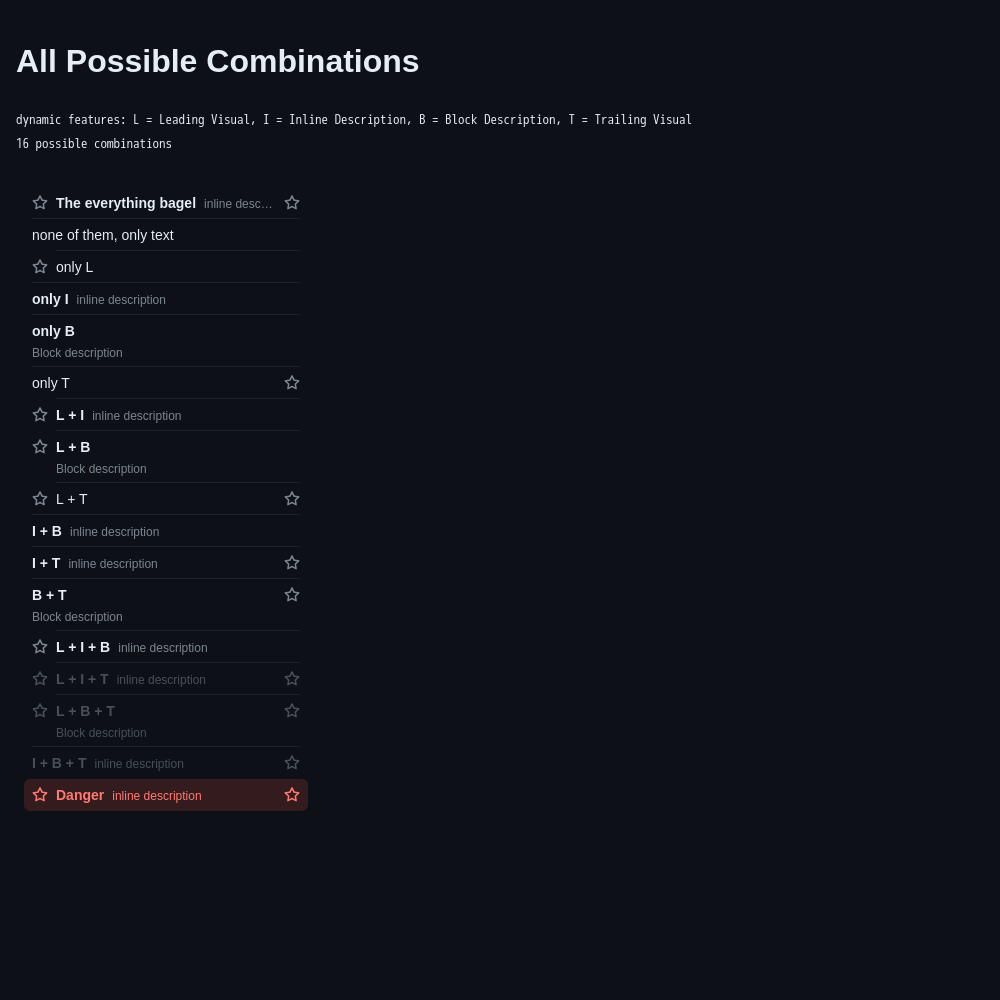 All Possible Combinations
dynamic features: L = Leading Visual, I = Inline Description, B = Block Description, T = Trailing Visual
16 possible combinations
The everything bagel inline desc…
none of them, only text
only L
only I inline description
only B
Block description
only T
L + I inline description
L + B
Block description
L + T
I + B inline description
I + T inline description
B + T
Block description
L + I + B inline description
L + I + T inline description
L + B + T
Block description
I + B + T inline description
Danger inline description